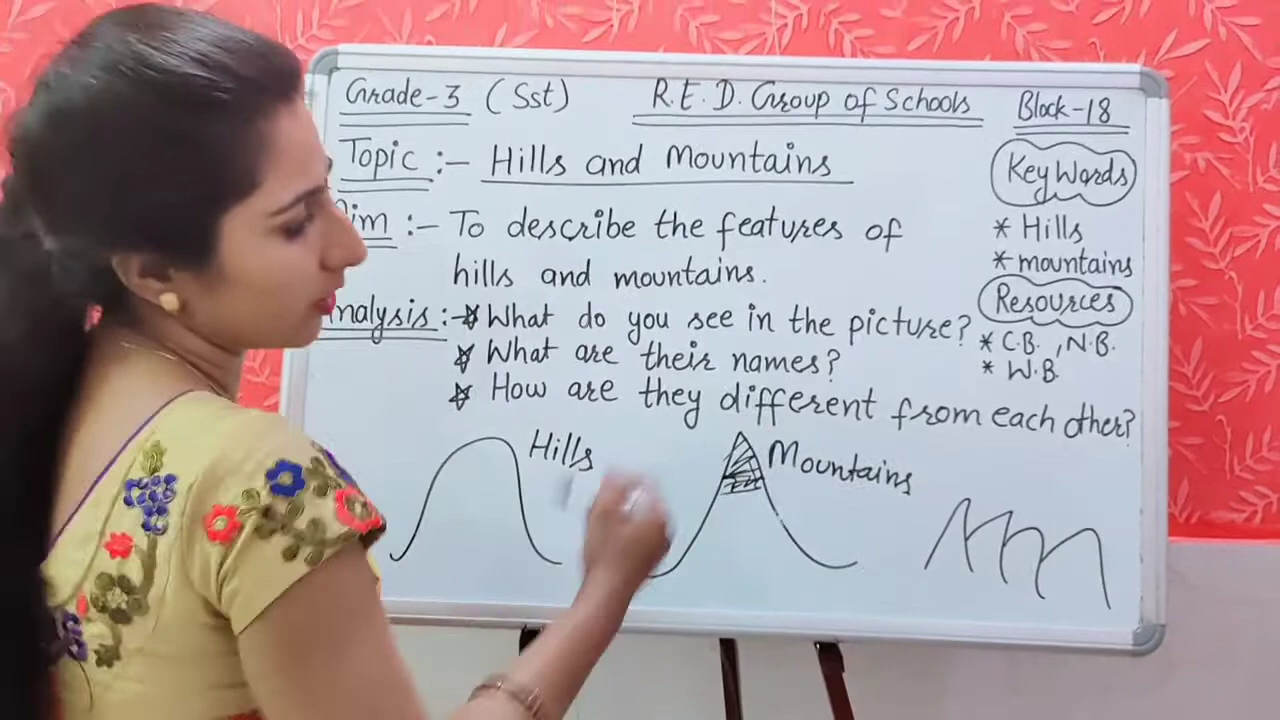 Grade-3 (Sst) R.E.D. Group of Schools Block-18
Topic :- Hills and Mountains
Aim :- To describe the features of
hills and mountains.
Analysis :- * What do you see in the picture?
* What are their names?
* How are they different from each other?
Key Words
* Hills
* mountains
Resources
* C.B. , N.B.
* W.B.
Hills
Mountains